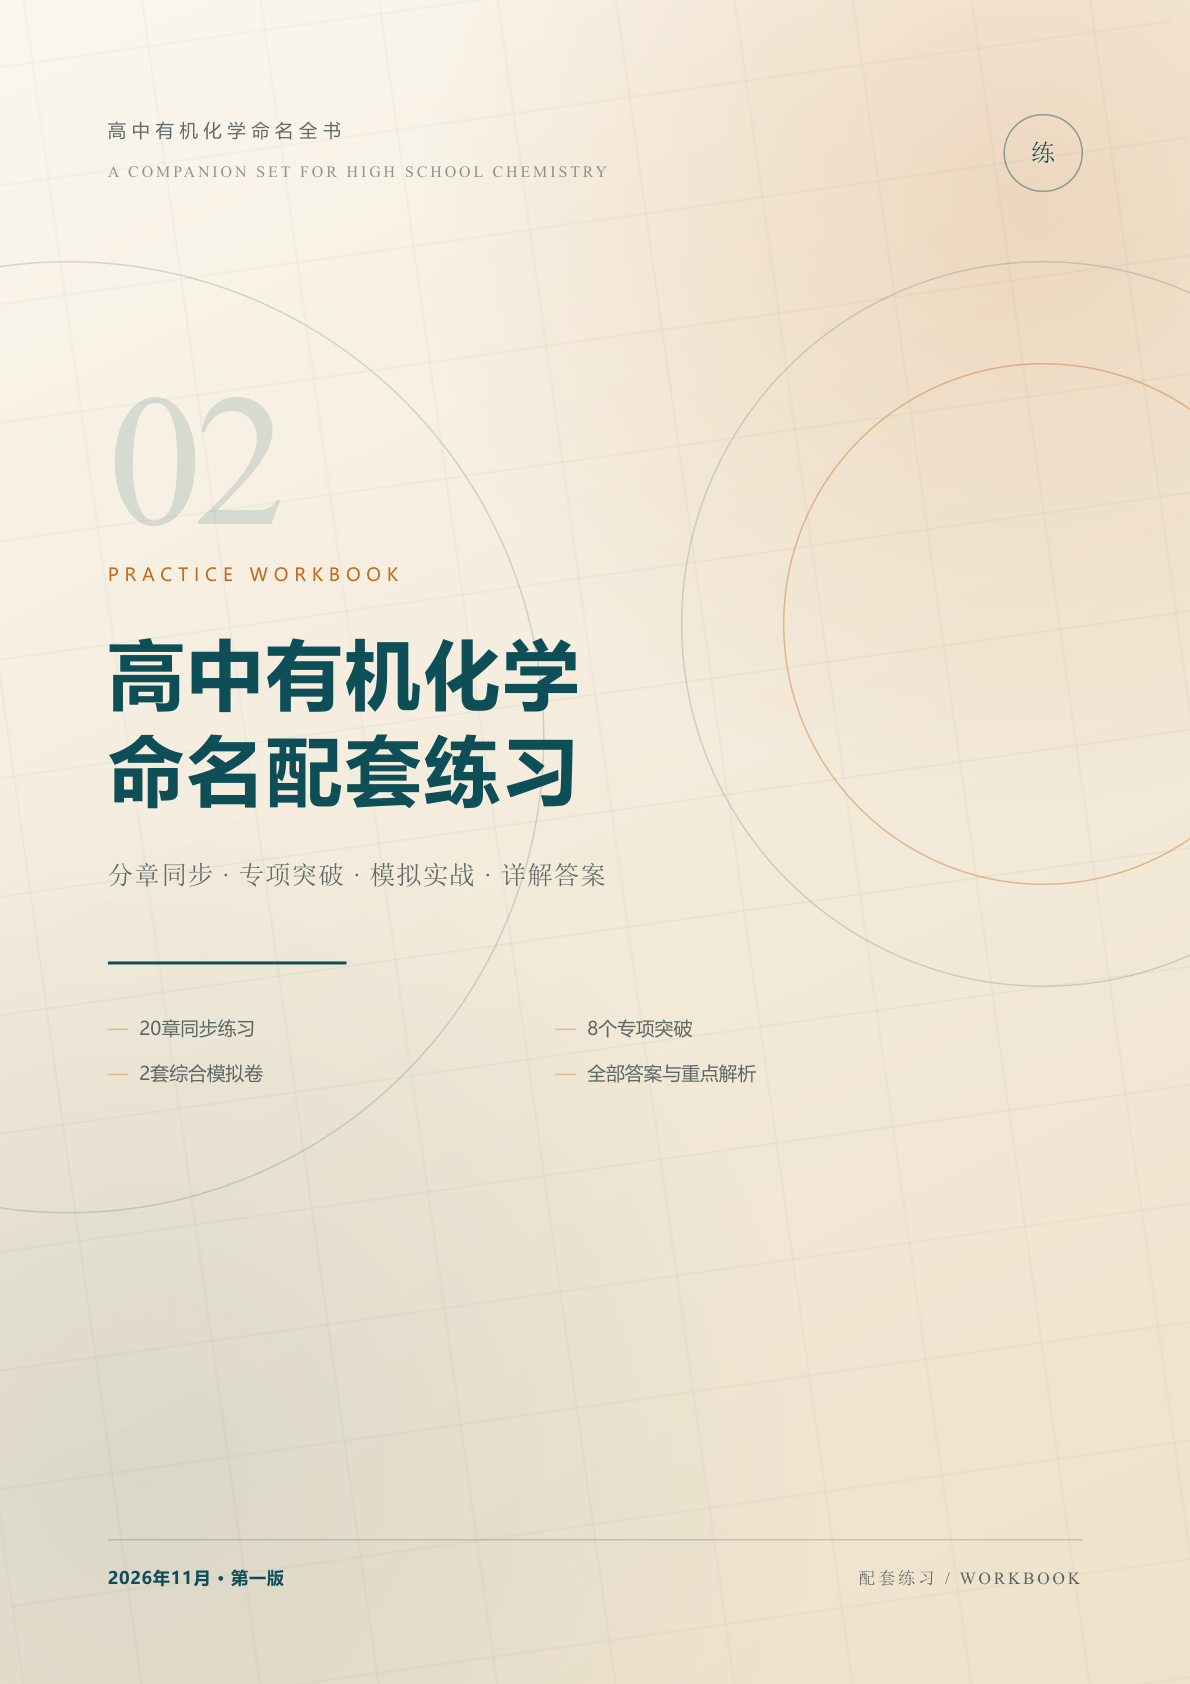 高中有机化学命名全书
A COMPANION SET FOR HIGH SCHOOL CHEMISTRY
练
02
PRACTICE WORKBOOK
高中有机化学
命名配套练习
分章同步 · 专项突破 · 模拟实战 · 详解答案
— 20章同步练习
— 8个专项突破
— 2套综合模拟卷
— 全部答案与重点解析
2026年11月 · 第一版
配套练习 / WORKBOOK